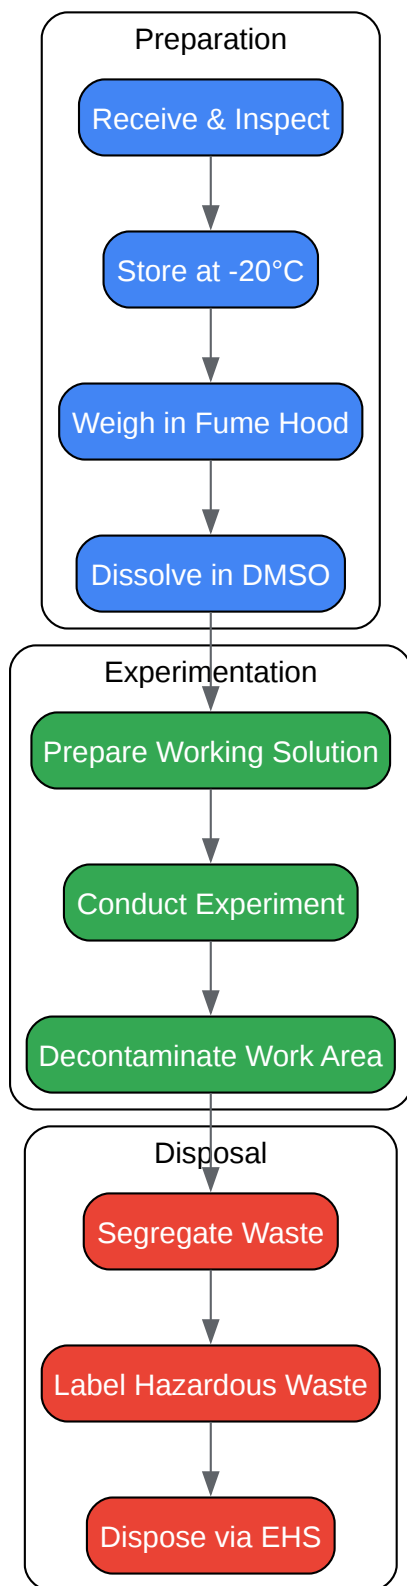 Preparation
Receive & Inspect
Store at -20°C
Weigh in Fume Hood
Dissolve in DMSO
Experimentation
Prepare Working Solution
Conduct Experiment
Decontaminate Work Area
Disposal
Segregate Waste
Label Hazardous Waste
Dispose via EHS